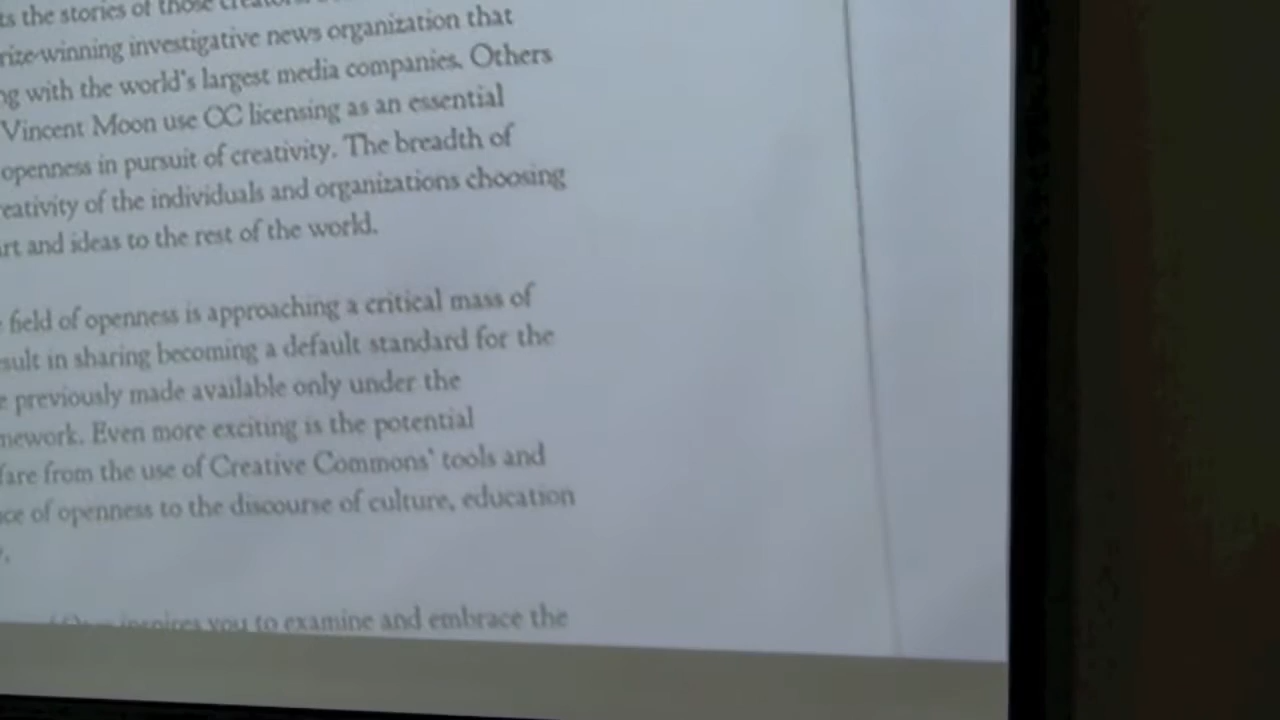 the stories of those
winning investigative news organization that
with the world's largest media companies. Others
Vincent Moon use CC licensing as an essential
openness in pursuit of creativity. The breadth of
eativity of the individuals and organizations choosing
rt and ideas to the rest of the world.
field of openness is approaching a critical mass of
sult in sharing becoming a default standard for the
previously made available only under the
mework. Even more exciting is the potential
fare from the use of Creative Commons' tools and
ce of openness to the discourse of culture, education
inspires you to examine and embrace the